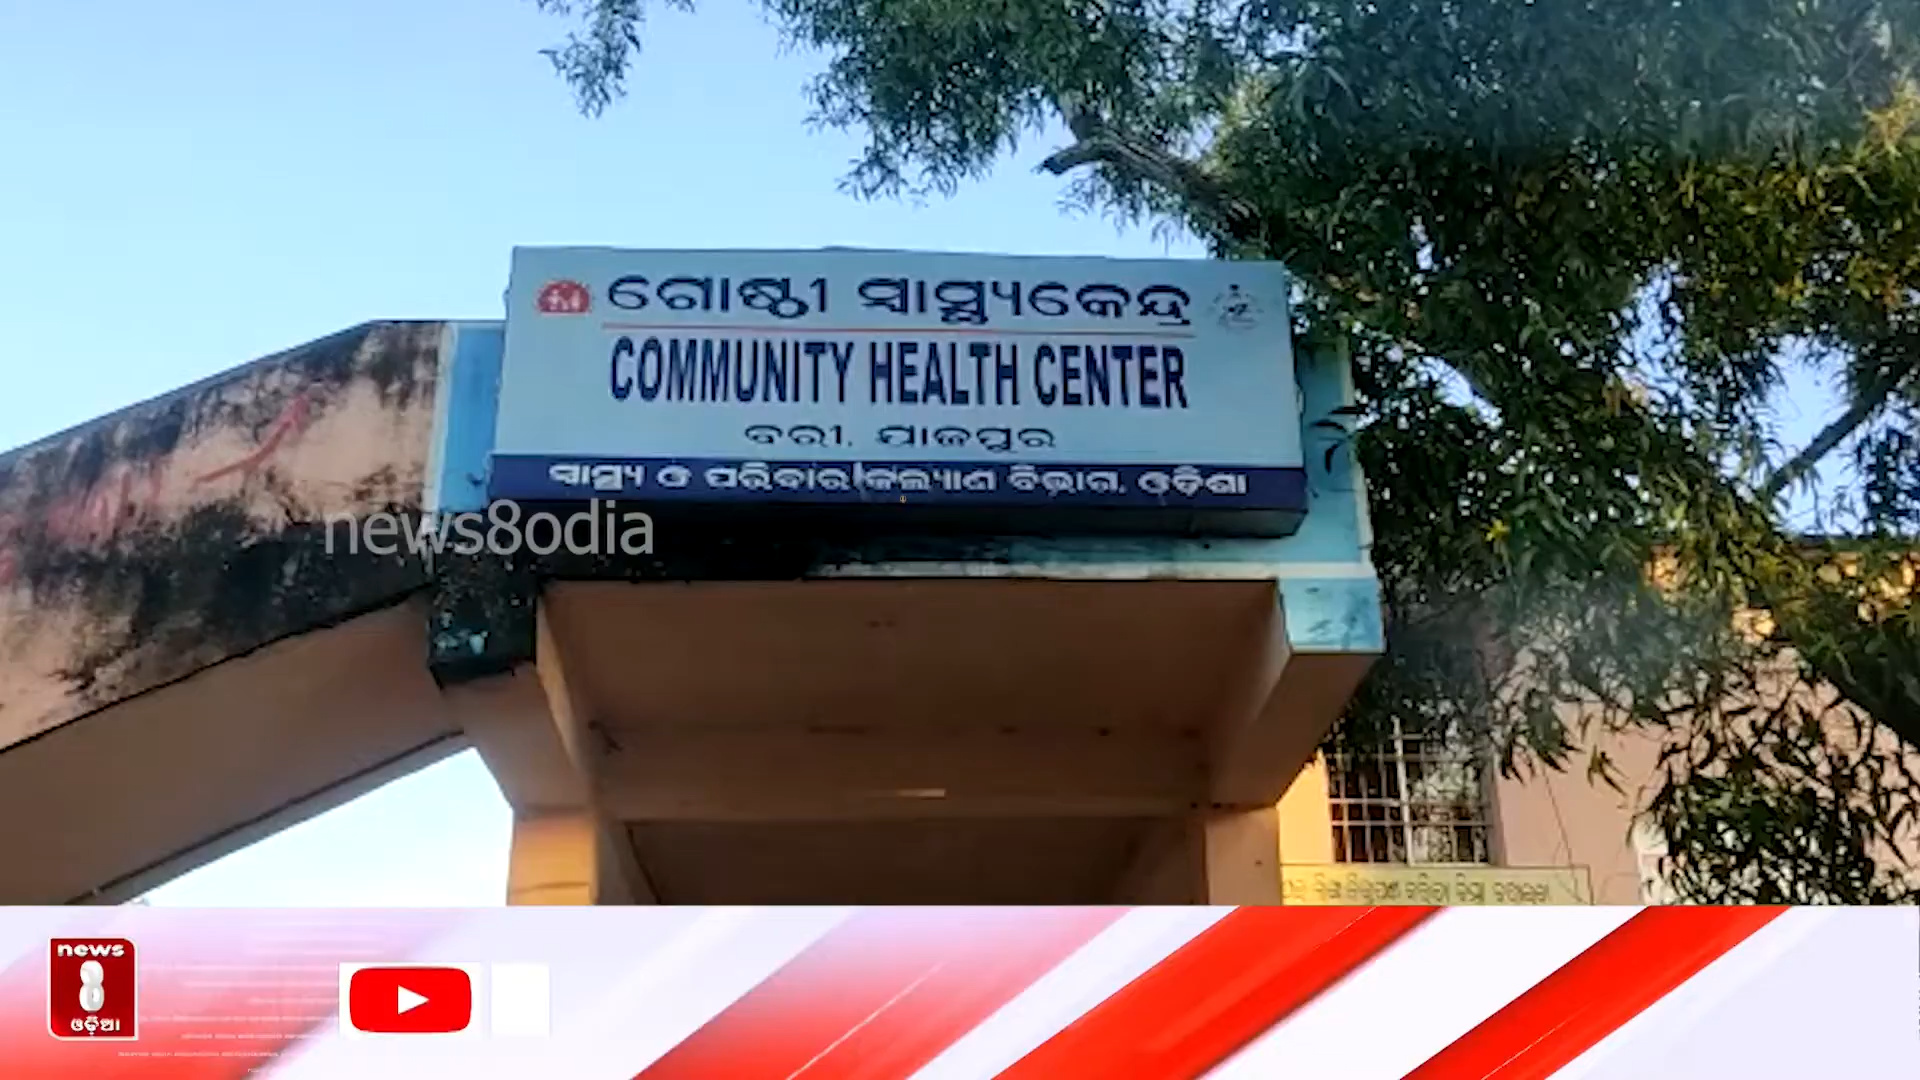 ଗୋଷ୍ଠୀ ସ୍ୱାସ୍ଥ୍ୟକେନ୍ଦ୍ର
COMMUNITY HEALTH CENTER
ବରୀ, ଯାଜପୁର
ସ୍ୱାସ୍ଥ୍ୟ ଓ ପରିବାର କଲ୍ୟାଣ ବିଭାଗ, ଓଡ଼ିଶା
news8odia
news
8
ଓଡ଼ିଆ